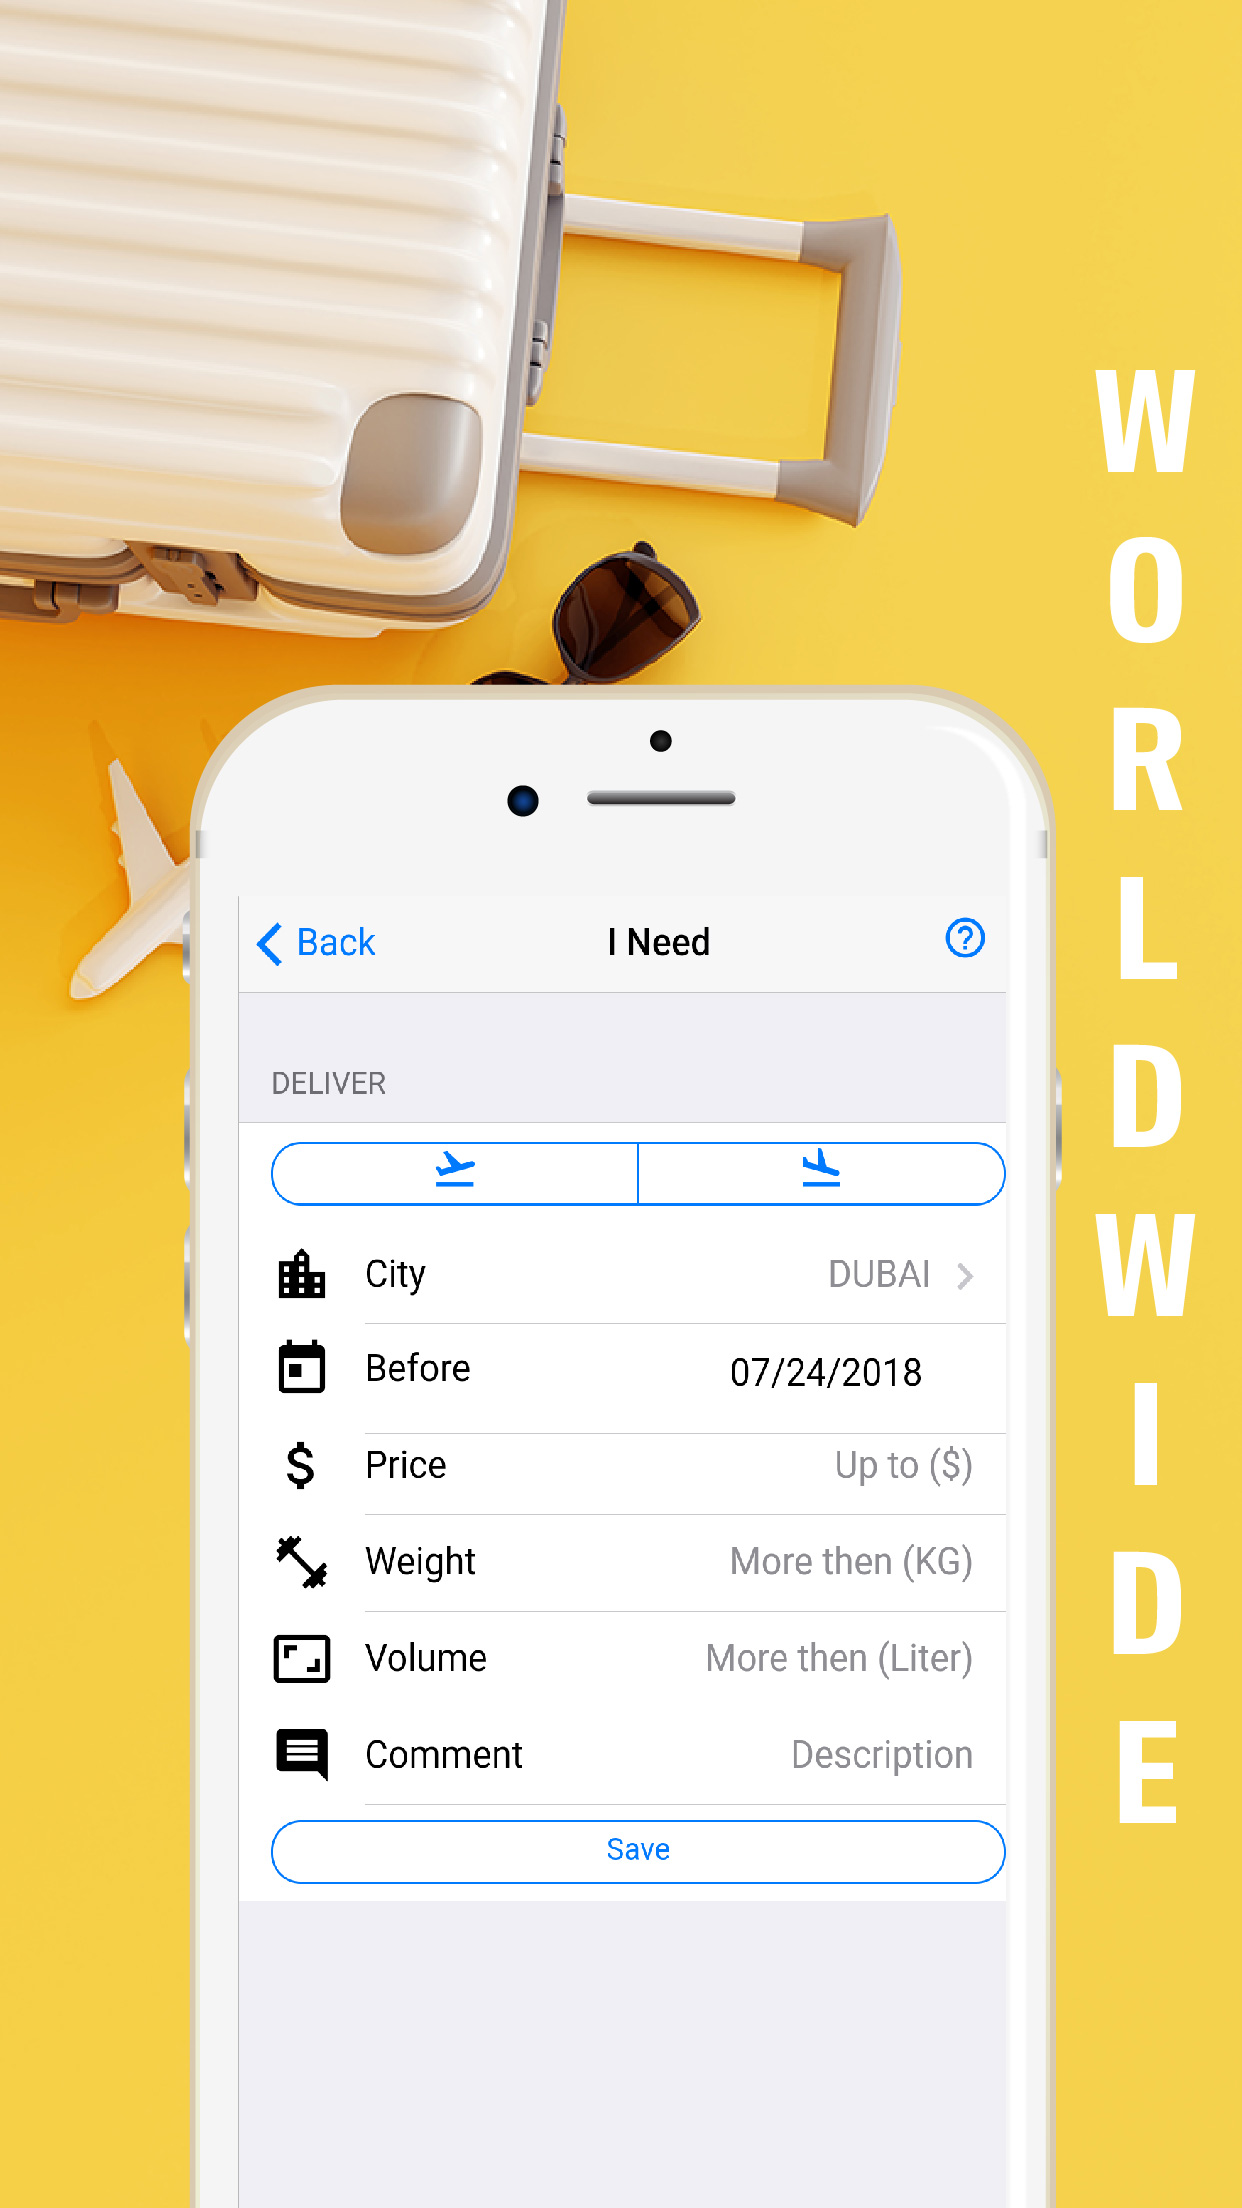 WORLDWIDE
Back
I Need
DELIVER
City DUBAI
Before 07/24/2018
$ Price Up to ($)
Weight More then (KG)
Volume More then (Liter)
Comment Description
Save